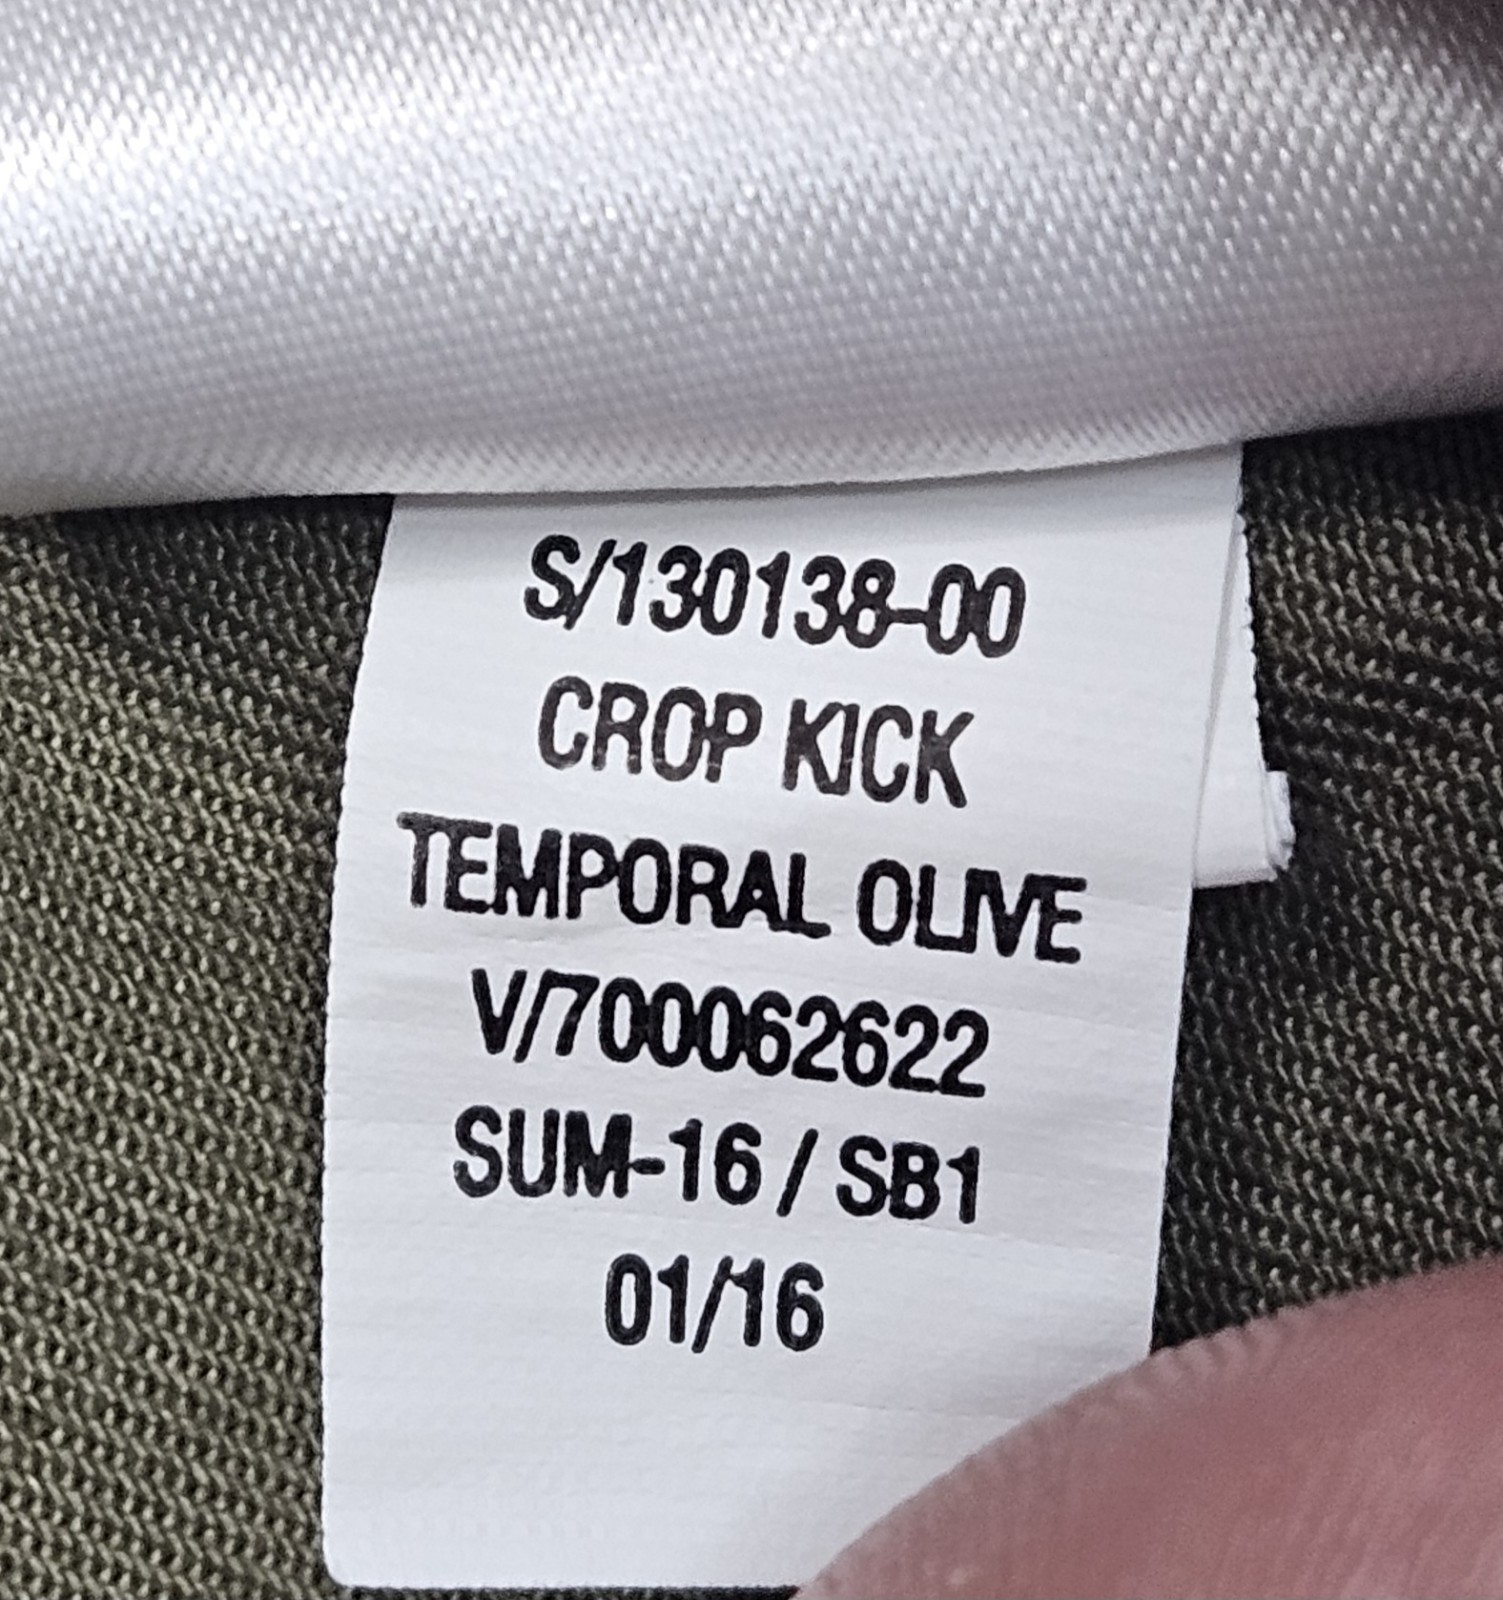 S/130138-00
CROP KICK
TEMPORAL OLIVE
V/700062622
SUM-16 / SB1
01/16